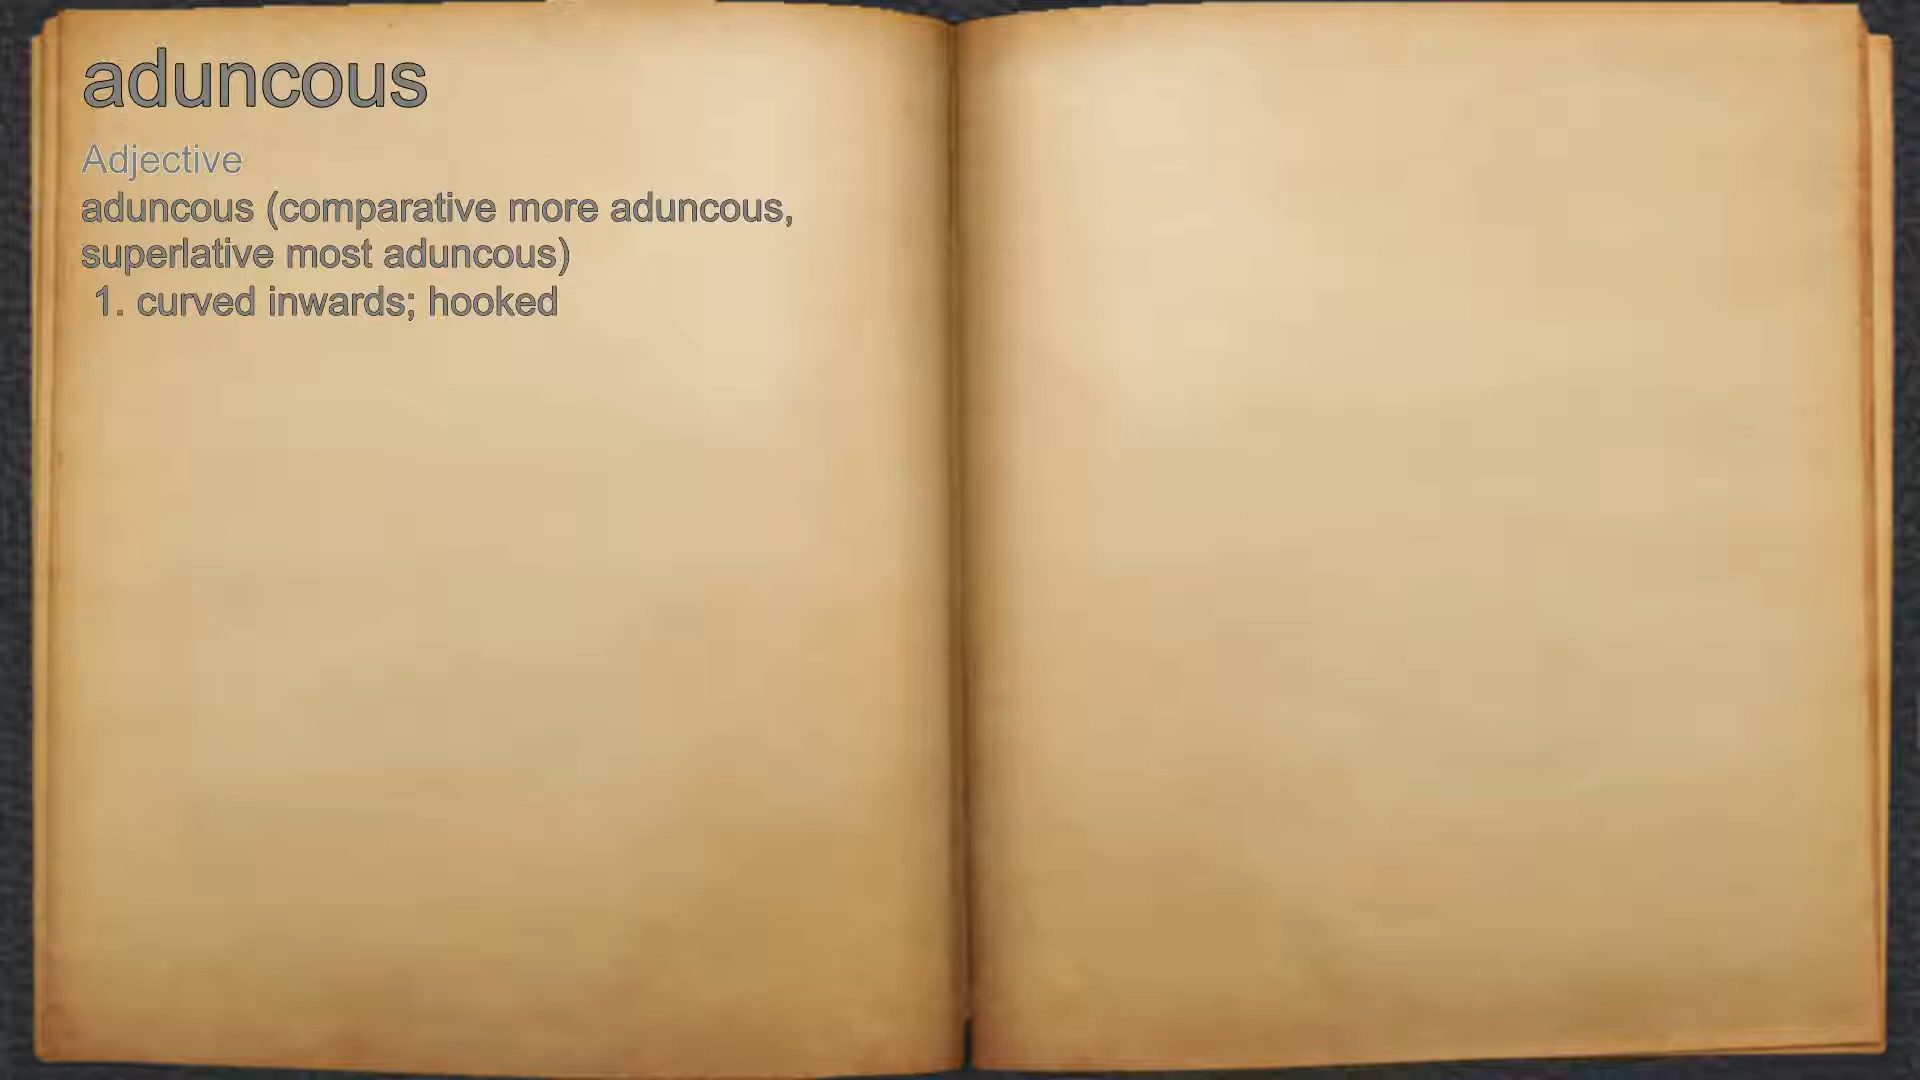 aduncous
Adjective
aduncous (comparative more aduncous,
superlative most aduncous)
1. curved inwards; hooked